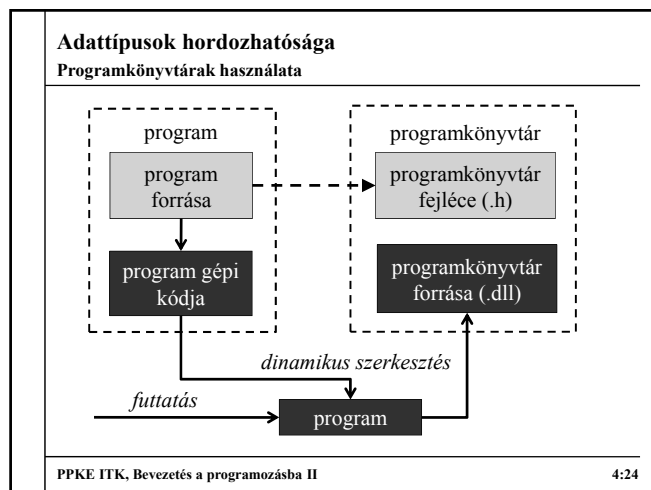 Adattípusok hordozhatósága
Programkönyvtárak használata
program
program
forrása
program gépi
kódja
programkönyvtár
programkönyvtár
fejléce (.h)
programkönyvtár
forrása (.dll)
dinamikus szerkesztés
futtatás
program
PPKE ITK, Bevezetés a programozásba II
4:24